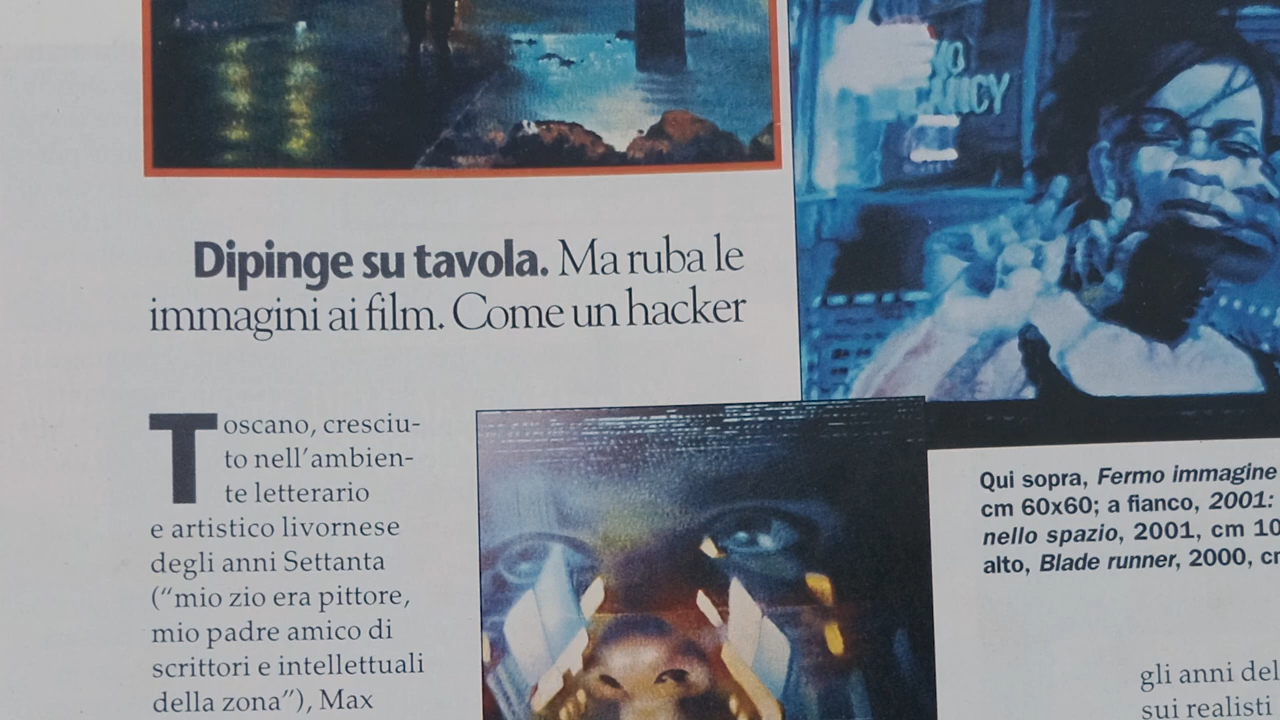 Dipinge su tavola. Ma ruba le
immagini ai film. Come un hacker
Toscano, cresciu-
to nell'ambien-
te letterario
e artistico livornese
degli anni Settanta
("mio zio era pittore,
mio padre amico di
scrittori e intellettuali
della zona"), Max
Qui sopra, Fermo immagine
cm 60x60; a fianco, 2001:
nello spazio, 2001, cm 10
alto, Blade runner, 2000, cm
gli anni del
sui realisti